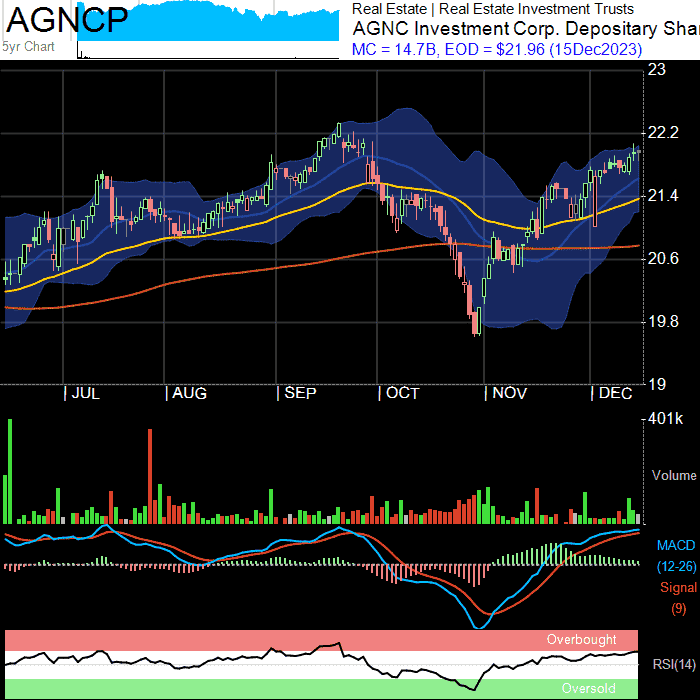 AGNCP
5yr Chart
Real Estate | Real Estate Investment Trusts
AGNC Investment Corp. Depositary Shar
MC = 14.7B, EOD = $21.96 (15Dec2023)
23
22.2
21.4
20.6
19.8
19
| JUL | AUG | SEP | OCT | NOV | DEC
401k
Volume
MACD
(12-26)
Signal
(9)
Overbought
RSI(14)
Oversold